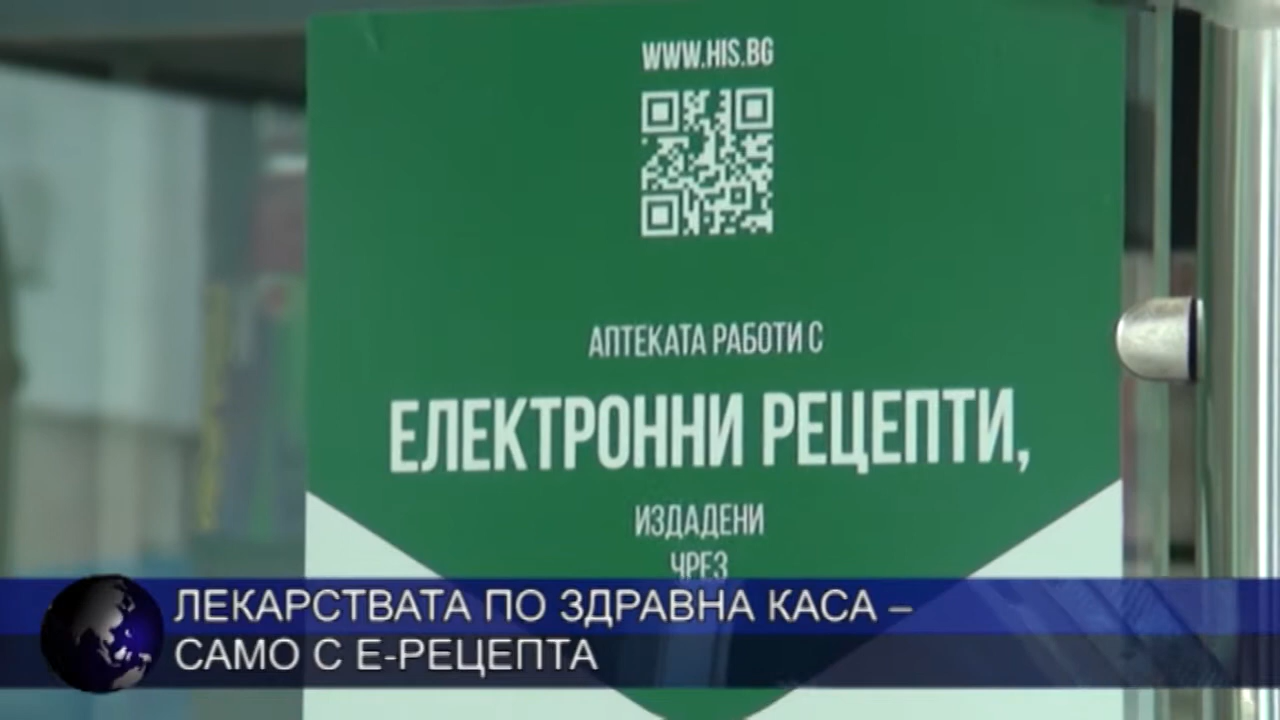 WWW.HIS.BG
АПТЕКАТА РАБОТИ С
ЕЛЕКТРОННИ РЕЦЕПТИ,
ИЗДАДЕНИ
ЧРЕЗ
ЛЕКАРСТВАТА ПО ЗДРАВНА КАСА –
САМО С Е-РЕЦЕПТА